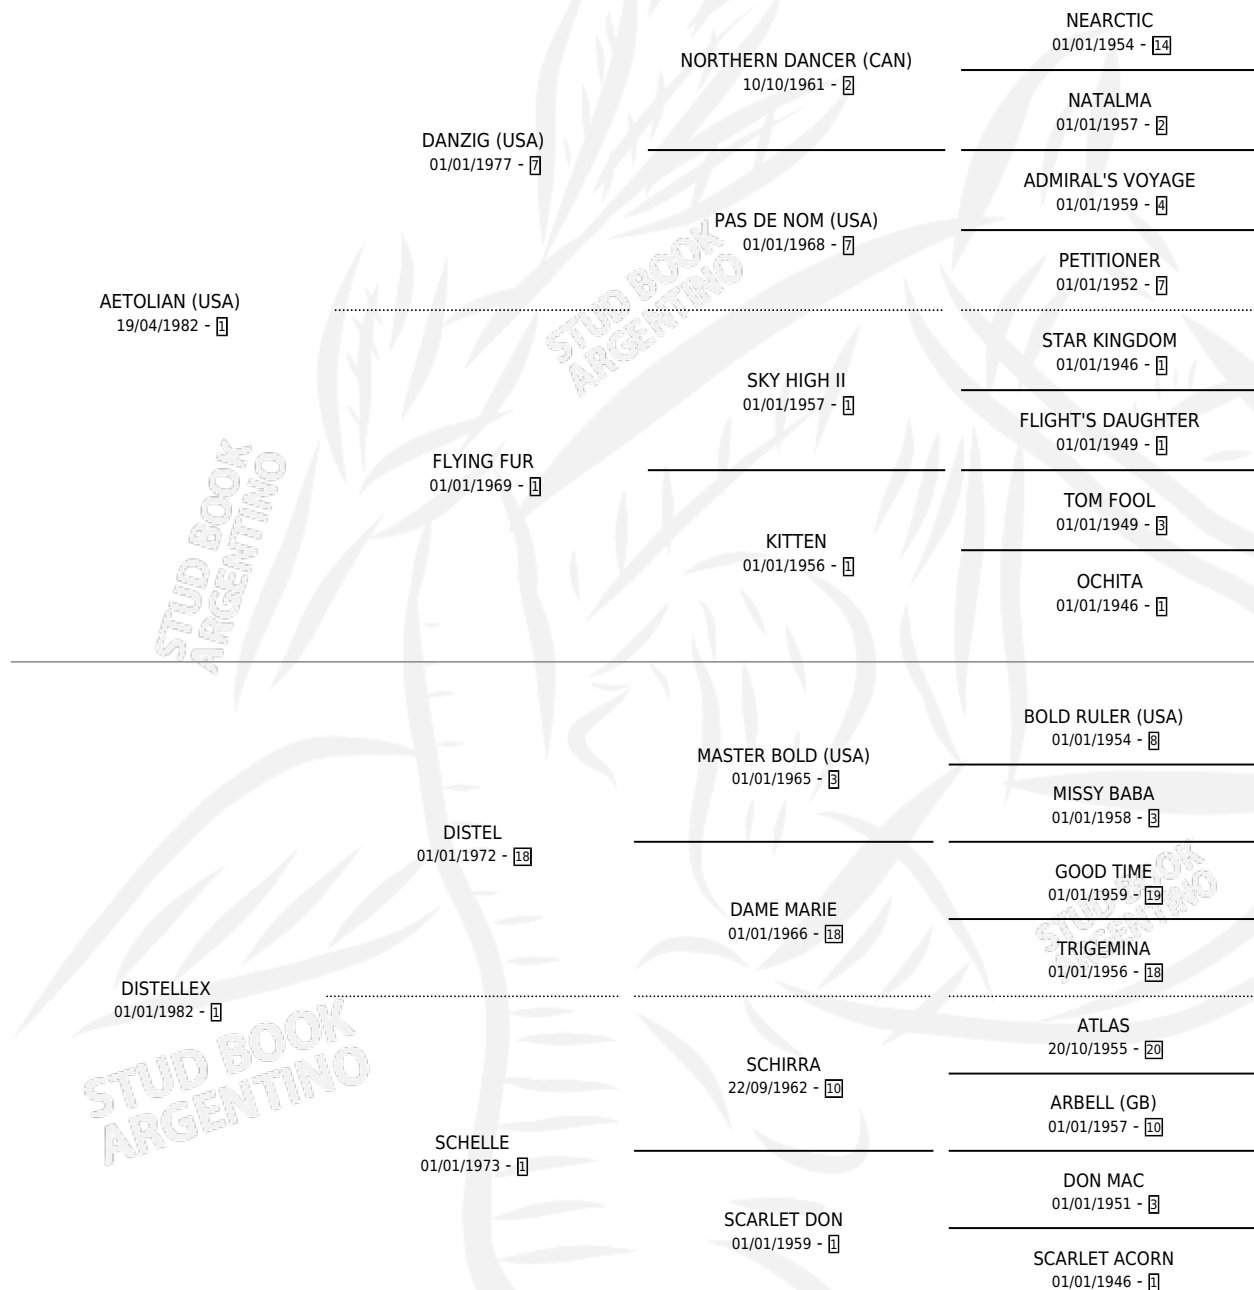 NEARCTIC
01/01/1954 - 14
NORTHERN DANCER (CAN)
10/10/1961 - 2
NATALMA
01/01/1957 - 2
DANZIG (USA)
01/01/1977 - 7
ADMIRAL'S VOYAGE
01/01/1959 - 4
PAS DE NOM (USA)
01/01/1968 - 7
PETITIONER
01/01/1952 - 7
AETOLIAN (USA)
19/04/1982 - 1
STUD BOOK
ARGENTINO
STAR KINGDOM
01/01/1946 - 1
SKY HIGH II
01/01/1957 - 1
FLIGHT'S DAUGHTER
01/01/1949 - 1
FLYING FUR
01/01/1969 - 1
TOM FOOL
01/01/1949 - 3
KITTEN
01/01/1956 - 1
OCHITA
01/01/1946 - 1
STUD BOOK
ARGENTINO
BOLD RULER (USA)
01/01/1954 - 8
MASTER BOLD (USA)
01/01/1965 - 3
MISSY BABA
01/01/1958 - 3
DISTEL
01/01/1972 - 18
GOOD TIME
01/01/1959 - 19
DAME MARIE
01/01/1966 - 18
STUD BOOK
ARGENTINO
TRIGEMINA
01/01/1956 - 18
DISTELLEX
01/01/1982 - 1
ATLAS
20/10/1955 - 20
SCHIRRA
22/09/1962 - 10
ARBELL (GB)
01/01/1957 - 10
STUD BOOK
ARGENTINO
SCHELLE
01/01/1973 - 1
DON MAC
01/01/1951 - 3
SCARLET DON
01/01/1959 - 1
SCARLET ACORN
01/01/1946 - 1